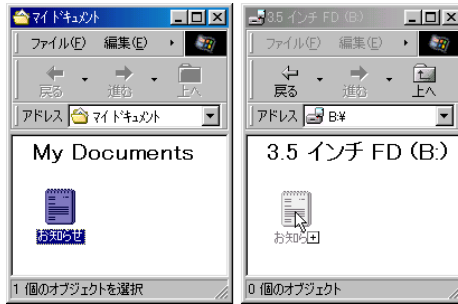 マイ ドキュメント
ファイル(F) 編集(E)
戻る 進む 上へ
アドレス マイ ドキュメント
My Documents
お知らせ
1 個のオブジェクトを選択
3.5 インチ FD (B:)
ファイル(F) 編集(E)
戻る 進む 上へ
アドレス B:¥
3.5 インチ FD (B:)
お知ら
0 個のオブジェクト